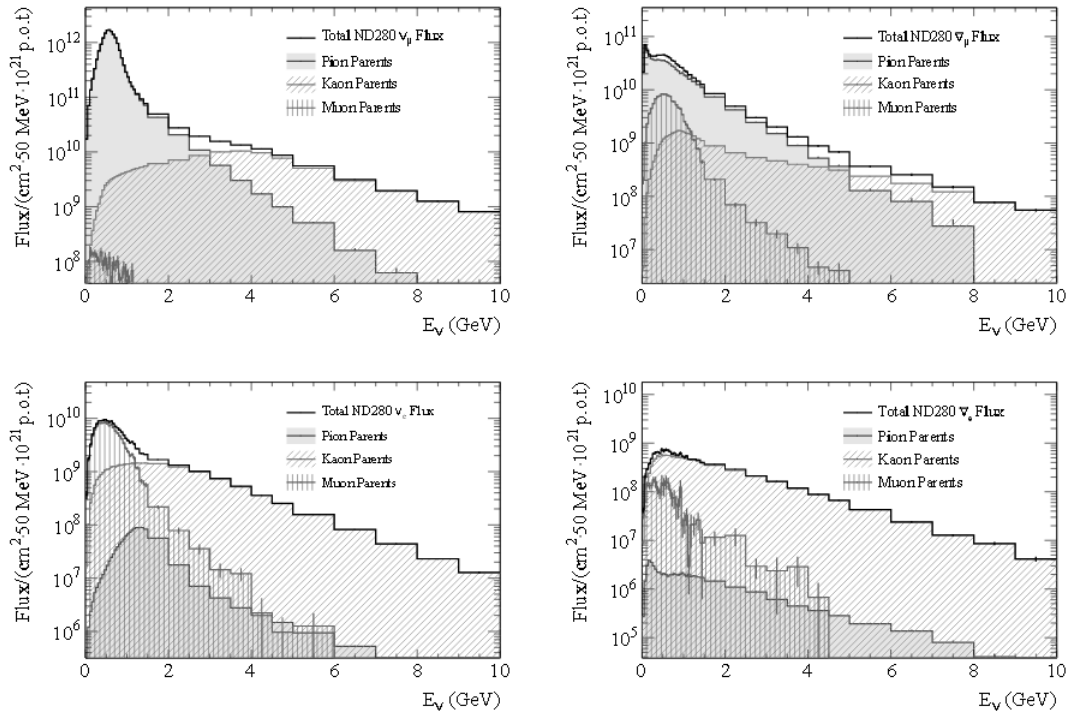 Flux/(cm²·50 MeV·10²¹ p.o.t)
10¹²
10¹¹
10¹⁰
10⁹
10⁸
Total ND280 ν_μ Flux
Pion Parents
Kaon Parents
Muon Parents
0 2 4 6 8 10
E_ν (GeV)
Flux/(cm²·50 MeV·10²¹ p.o.t)
10¹¹
10¹⁰
10⁹
10⁸
10⁷
Total ND280 ν̅_μ Flux
Pion Parents
Kaon Parents
Muon Parents
0 2 4 6 8 10
E_ν (GeV)
Flux/(cm²·50 MeV·10²¹ p.o.t)
10¹⁰
10⁹
10⁸
10⁷
10⁶
Total ND280 ν_e Flux
Pion Parents
Kaon Parents
Muon Parents
0 2 4 6 8 10
E_ν (GeV)
Flux/(cm²·50 MeV·10²¹ p.o.t)
10¹⁰
10⁹
10⁸
10⁷
10⁶
10⁵
Total ND280 ν̅_e Flux
Pion Parents
Kaon Parents
Muon Parents
0 2 4 6 8 10
E_ν (GeV)